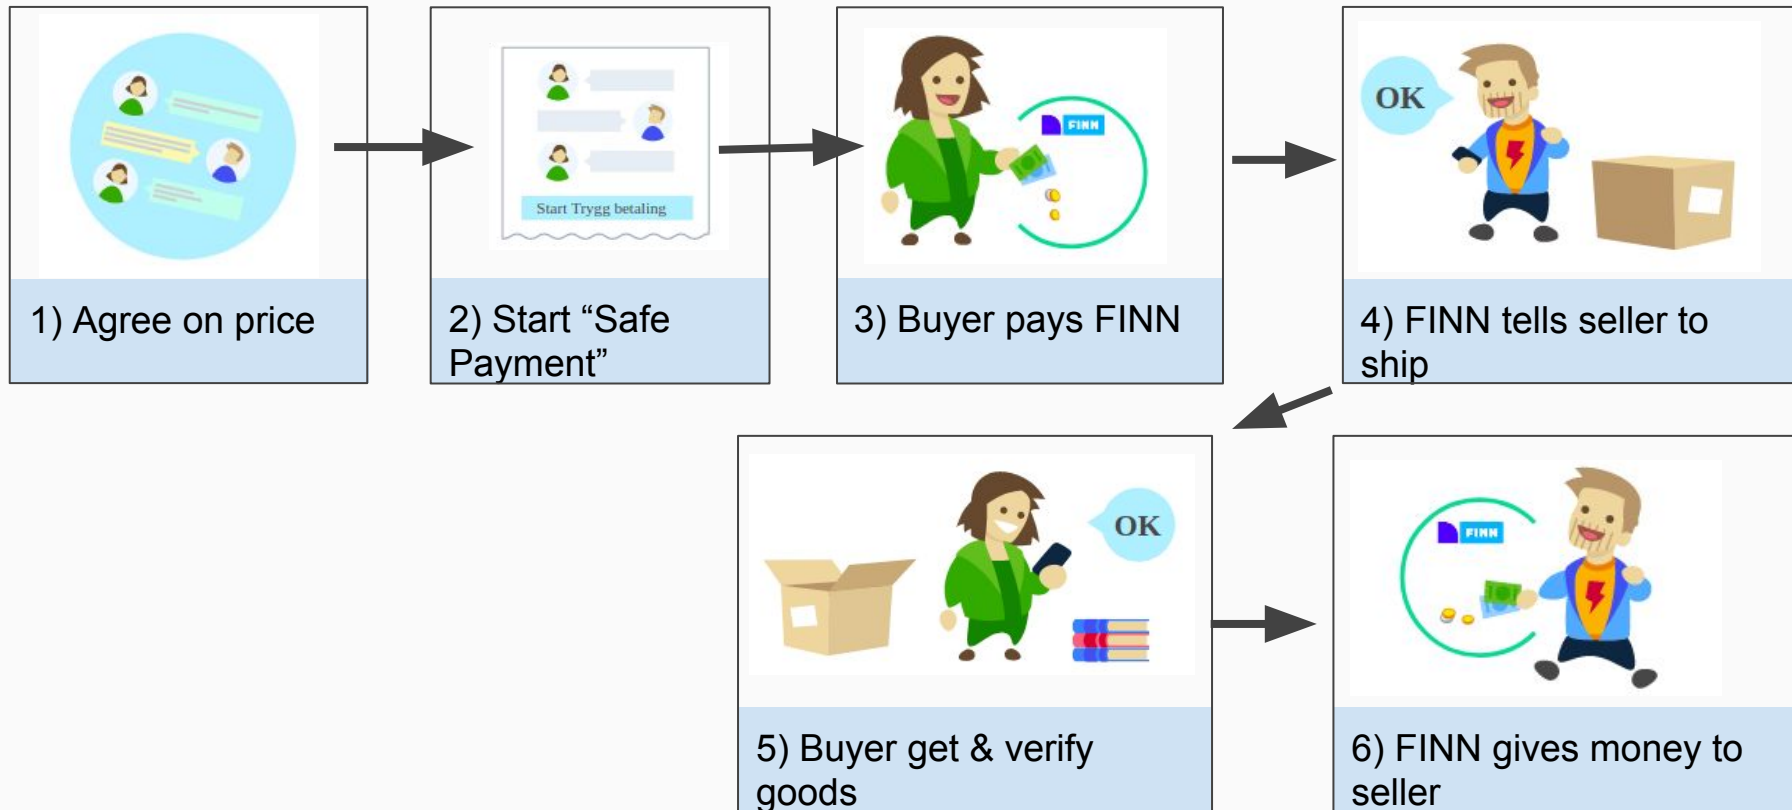 1) Agree on price
Start Trygg betaling
2) Start “Safe
Payment”
FINN
3) Buyer pays FINN
OK
4) FINN tells seller to
ship
OK
5) Buyer get & verify
goods
FINN
6) FINN gives money to
seller